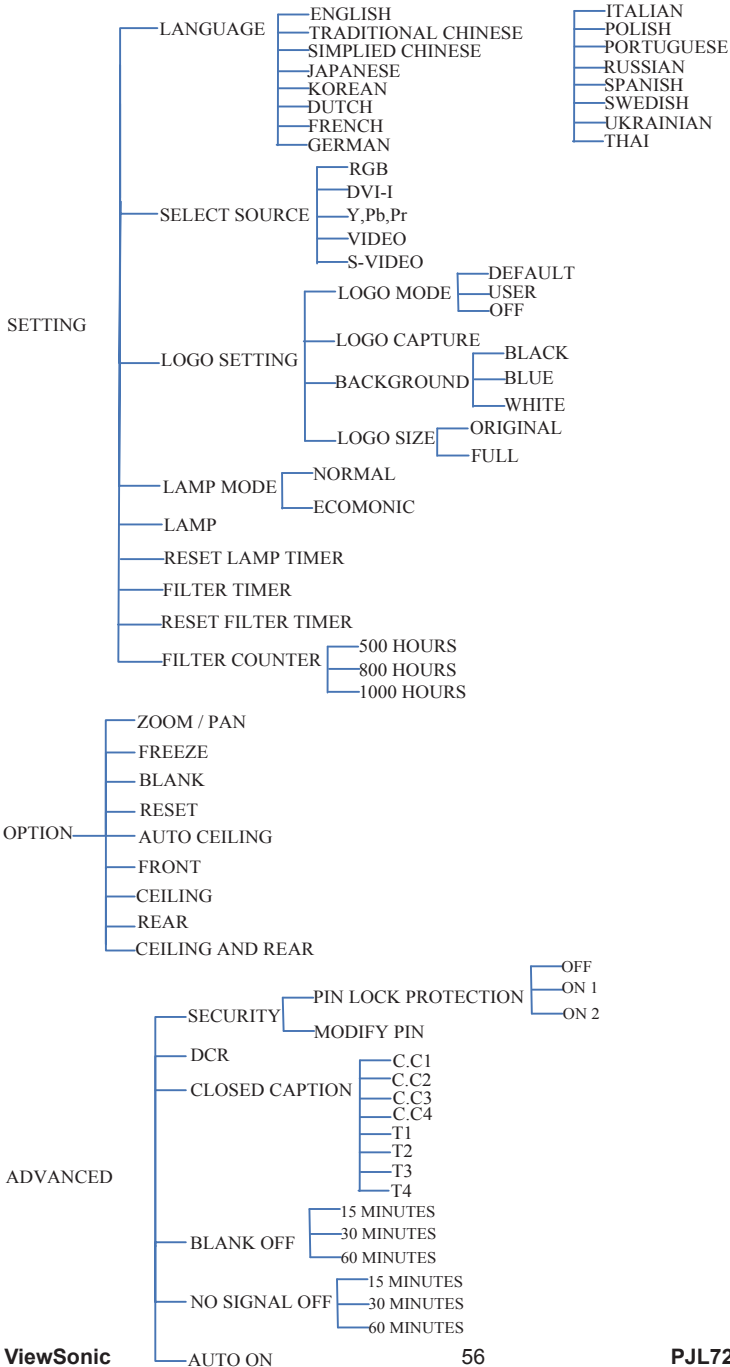 SETTING
LANGUAGE
ENGLISH
TRADITIONAL CHINESE
SIMPLIED CHINESE
JAPANESE
KOREAN
DUTCH
FRENCH
GERMAN
ITALIAN
POLISH
PORTUGUESE
RUSSIAN
SPANISH
SWEDISH
UKRAINIAN
THAI
SELECT SOURCE
RGB
DVI-I
Y,Pb,Pr
VIDEO
S-VIDEO
LOGO SETTING
LOGO MODE
DEFAULT
USER
OFF
LOGO CAPTURE
BACKGROUND
BLACK
BLUE
WHITE
LOGO SIZE
ORIGINAL
FULL
LAMP MODE
NORMAL
ECOMONIC
LAMP
RESET LAMP TIMER
FILTER TIMER
RESET FILTER TIMER
FILTER COUNTER
500 HOURS
800 HOURS
1000 HOURS
OPTION
ZOOM / PAN
FREEZE
BLANK
RESET
AUTO CEILING
FRONT
CEILING
REAR
CEILING AND REAR
ADVANCED
SECURITY
PIN LOCK PROTECTION
OFF
ON 1
ON 2
MODIFY PIN
DCR
CLOSED CAPTION
C.C1
C.C2
C.C3
C.C4
T1
T2
T3
T4
BLANK OFF
15 MINUTES
30 MINUTES
60 MINUTES
NO SIGNAL OFF
15 MINUTES
30 MINUTES
60 MINUTES
AUTO ON
ViewSonic 56 PJL72